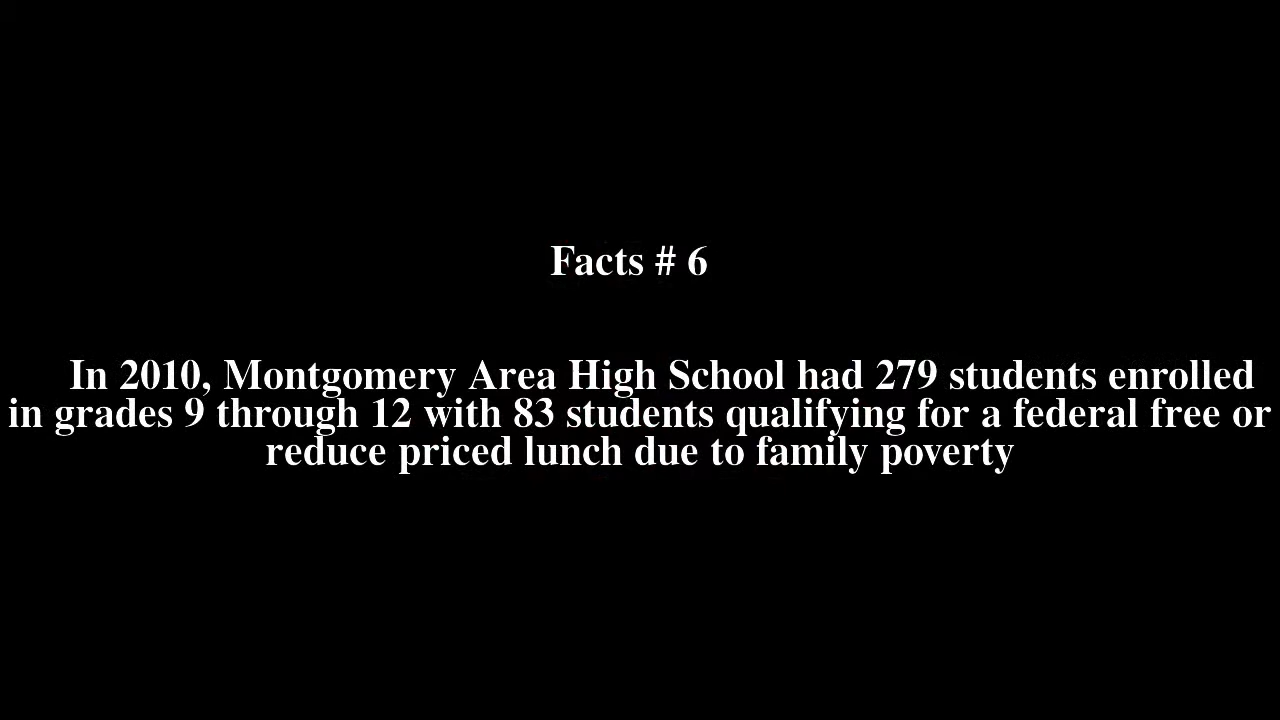 Facts # 6
In 2010, Montgomery Area High School had 279 students enrolled
in grades 9 through 12 with 83 students qualifying for a federal free or
reduce priced lunch due to family poverty